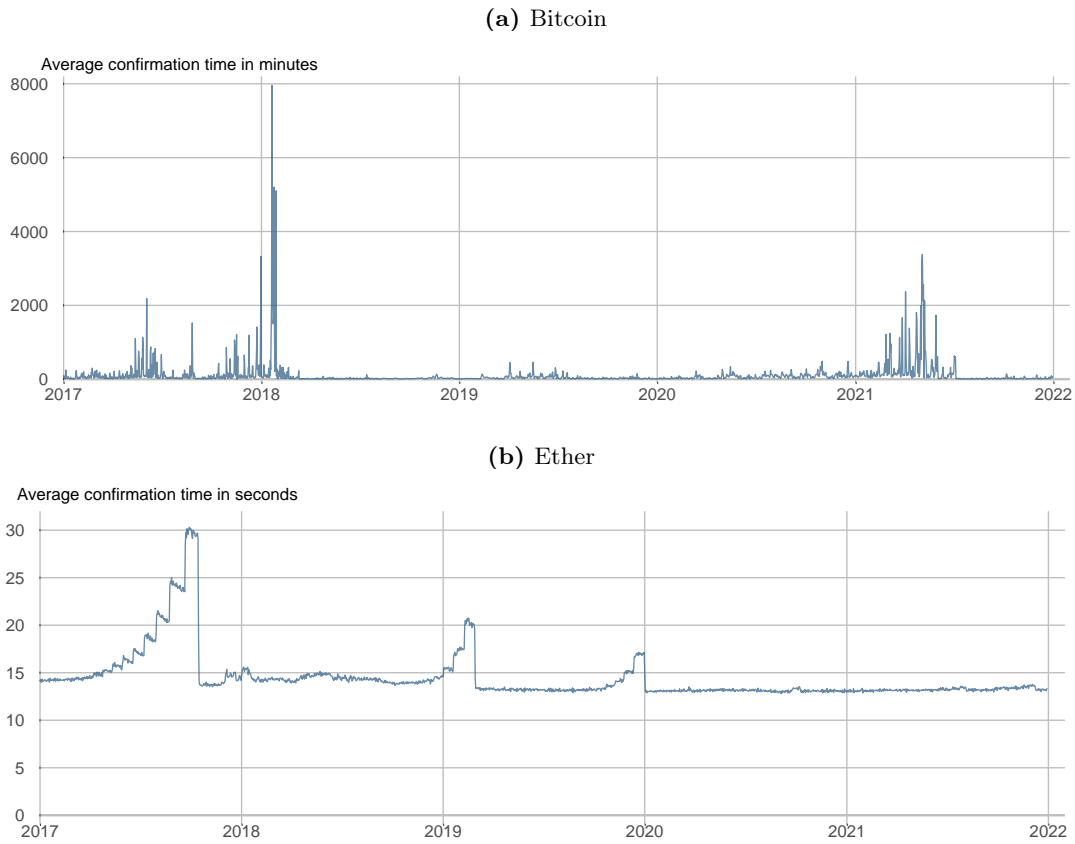 (a) Bitcoin
Average confirmation time in minutes
8000
6000
4000
2000
0
2017 2018 2019 2020 2021 2022
(b) Ether
Average confirmation time in seconds
30
25
20
15
10
5
0
2017 2018 2019 2020 2021 2022